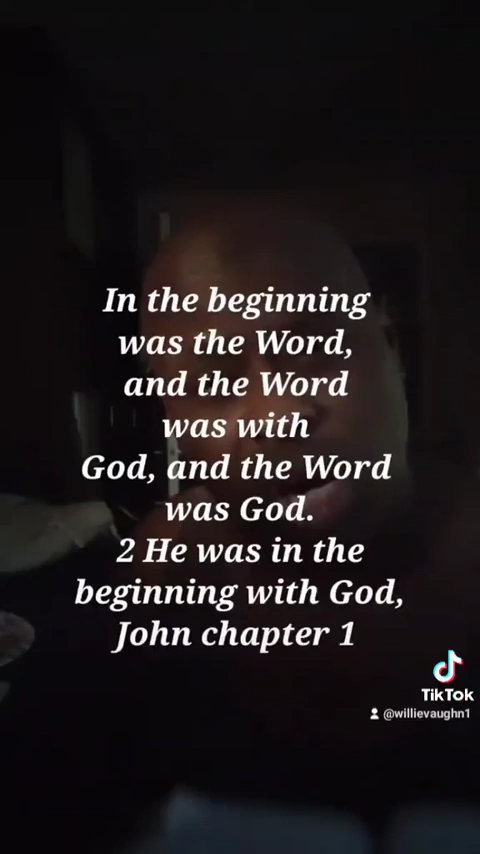 In the beginning
was the Word,
and the Word
was with
God, and the Word
was God.
2 He was in the
beginning with God,
John chapter 1
TikTok
@willievaughn1